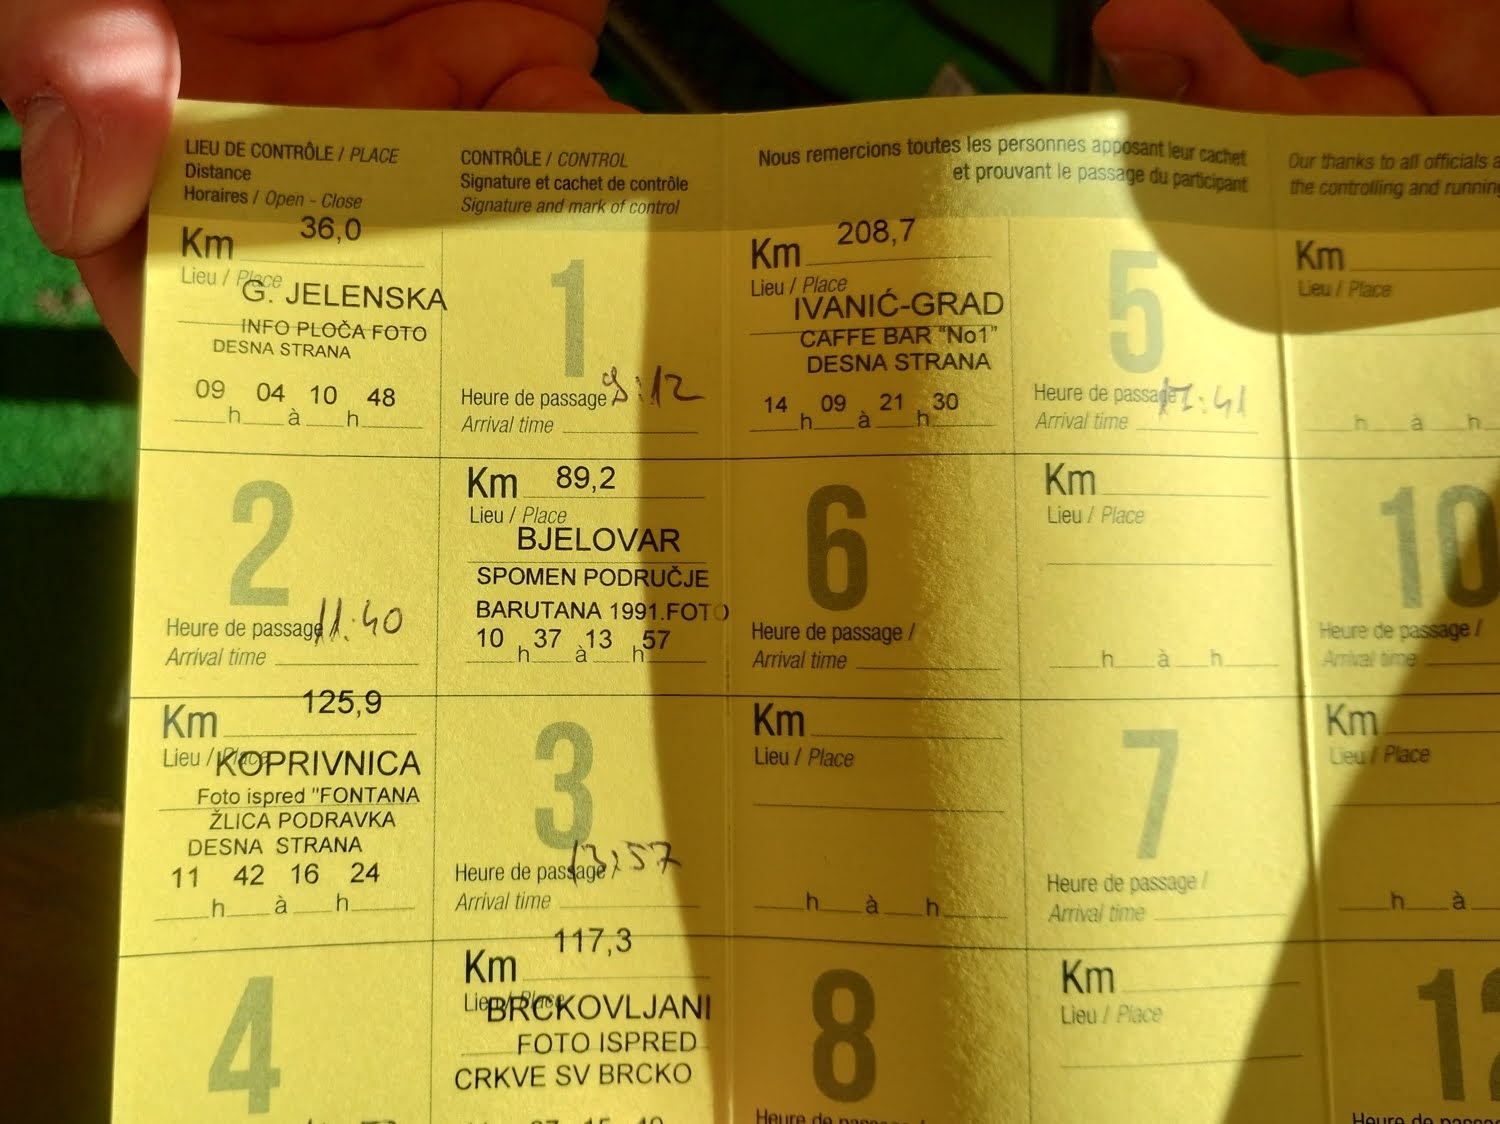 LIEU DE CONTRÔLE / PLACE
Distance
Horaires / Open - Close
CONTRÔLE / CONTROL
Signature et cachet de contrôle
Signature and mark of control
Nous remercions toutes les personnes apposant leur cachet
et prouvant le passage du participant
Our thanks to all officials
the controlling and
Km 36,0
Lieu / Place
G. JELENSKA
INFO PLOČA FOTO
DESNA STRANA
09 04 10 48
h à h
1
Heure de passage 9:12
Arrival time
Km 208,7
Lieu / Place
IVANIĆ-GRAD
CAFFE BAR "No1"
DESNA STRANA
14 09 21 30
h à h
5
Heure de passage 17:41
Arrival time
Km
Lieu / Place
h à h
2
Heure de passage 11:40
Arrival time
Km 89,2
Lieu / Place
BJELOVAR
SPOMEN PODRUČJE
BARUTANA 1991.FOTO
10 37 13 57
h à h
6
Heure de passage /
Arrival time
Km
Lieu / Place
h à h
10
Heure de passage /
Arrival time
Km 125,9
Lieu / Place
KOPRIVNICA
Foto ispred "FONTANA
ŽLICA PODRAVKA
DESNA STRANA
11 42 16 24
h à h
3
Heure de passage 13:57
Arrival time
Km
Lieu / Place
h à h
7
Heure de passage /
Arrival time
Km
Lieu / Place
h à
4
Km 117,3
Lieu / Place
BRCKOVLJANI
FOTO ISPRED
CRKVE SV BRCKO
8
Heure de passage /
Km
Lieu / Place
12
Heure de passage /